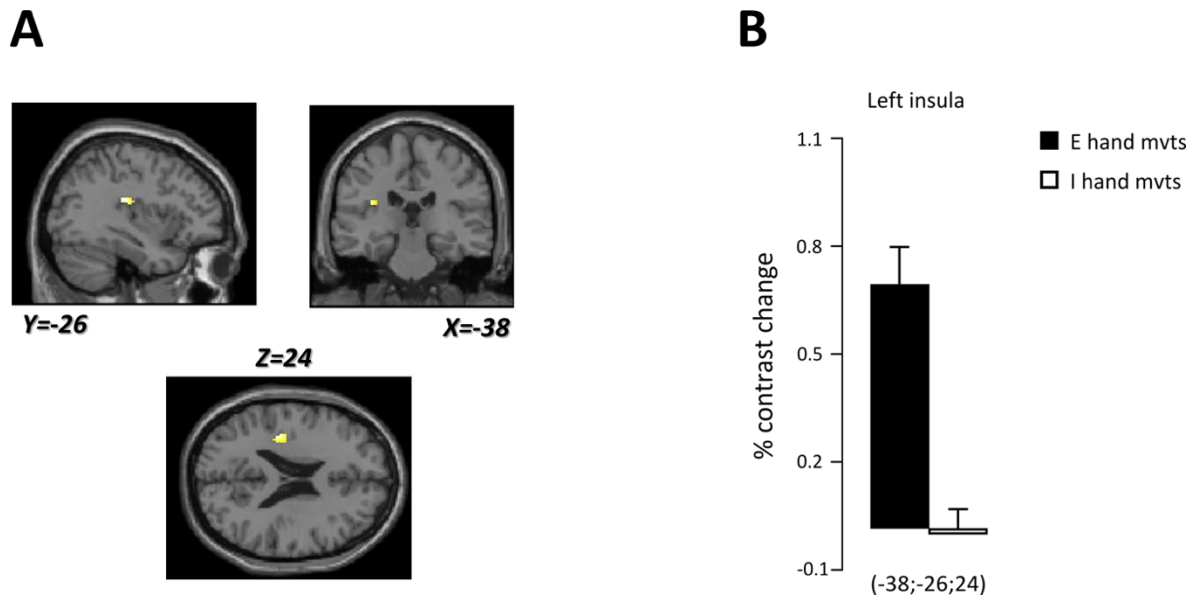 A
Y=-26
X=-38
Z=24
B
Left insula
E hand mvts
I hand mvts
% contrast change
1.1
0.8
0.5
0.2
-0.1
(-38;-26;24)